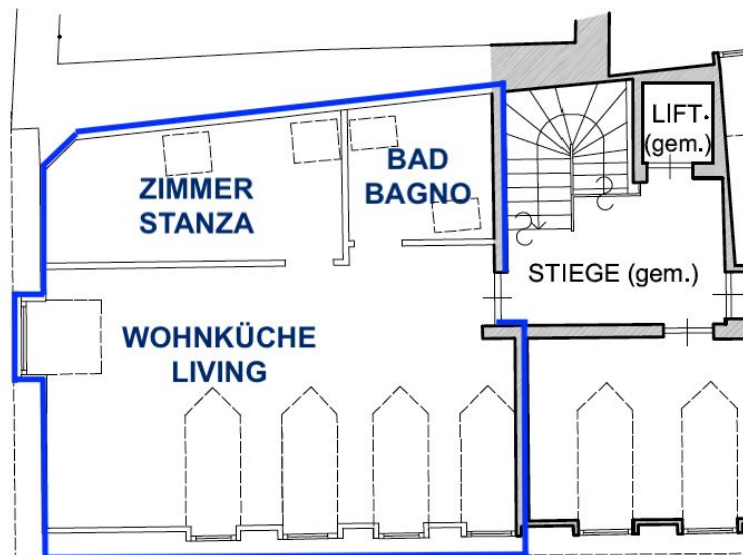 LIFT.
(gem.)
BAD
BAGNO
ZIMMER
STANZA
STIEGE (gem.)
WOHNKÜCHE
LIVING